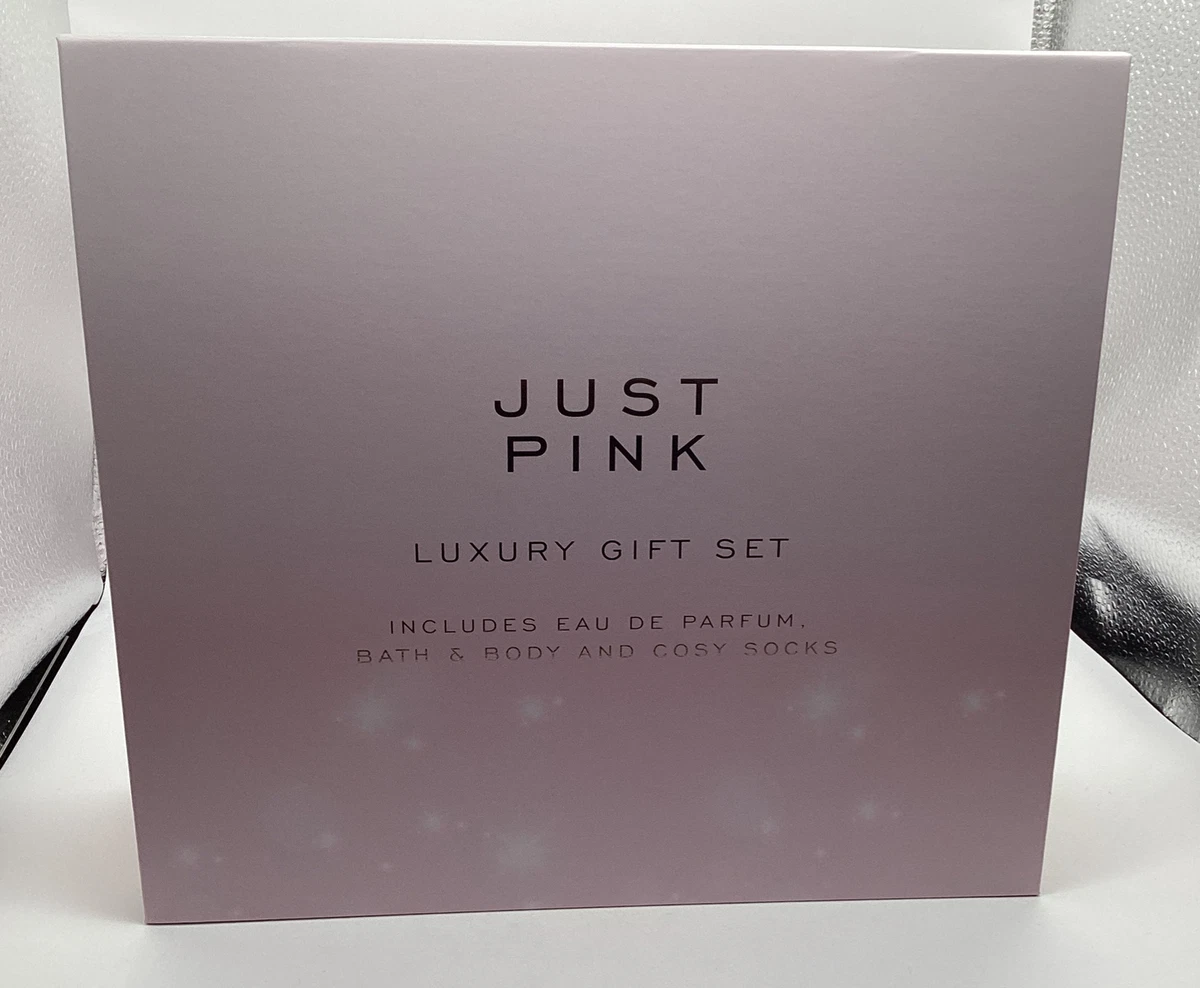 JUST
PINK
LUXURY GIFT SET
INCLUDES EAU DE PARFUM,
BATH & BODY AND COSY SOCKS